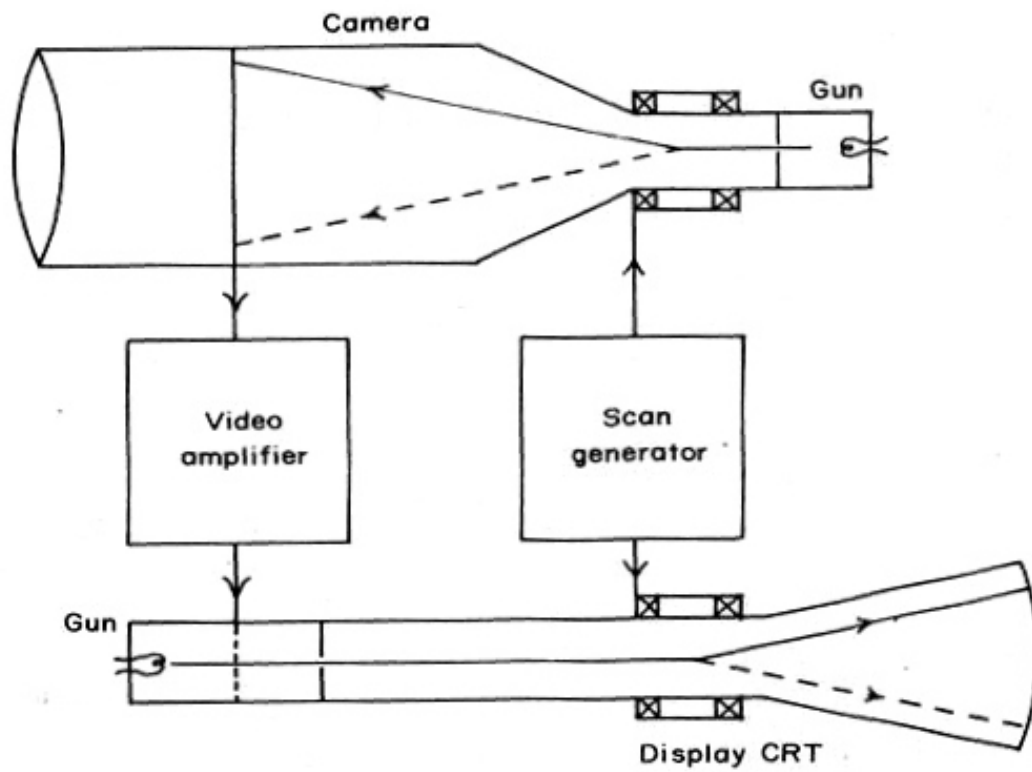 Camera
Gun
Video
amplifier
Scan
generator
Gun
Display CRT